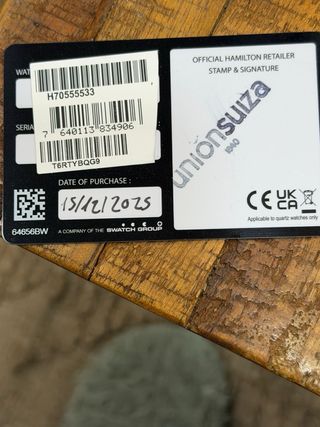 WAT
H70555533
7 640113 834906
SERIA
T6RTYBQG9
DATE OF PURCHASE :
15/12/2025
64656BW
A COMPANY OF THE SWATCH GROUP
OFFICIAL HAMILTON RETAILER
STAMP & SIGNATURE
unionsuiza
1840
CE UK CA
Applicable to quartz watches only